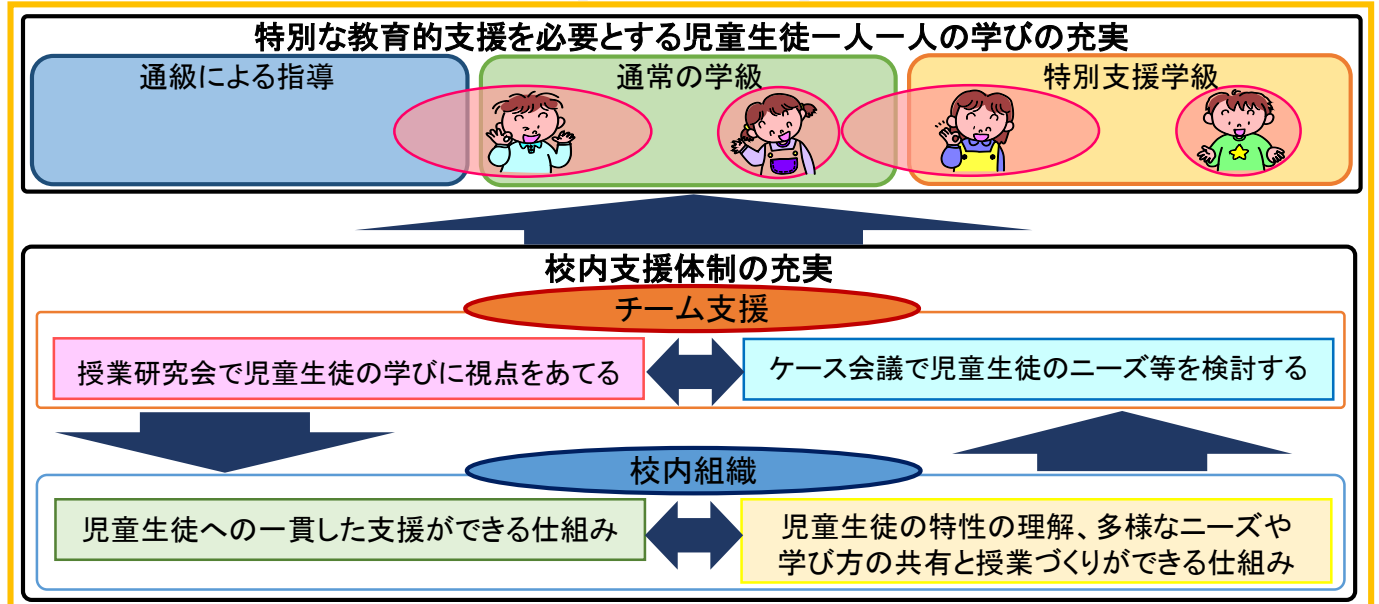 特別な教育的支援を必要とする児童生徒一人一人の学びの充実
通級による指導
通常の学級
特別支援学級
校内支援体制の充実
チーム支援
授業研究会で児童生徒の学びに視点をあてる
ケース会議で児童生徒のニーズ等を検討する
校内組織
児童生徒への一貫した支援ができる仕組み
児童生徒の特性の理解、多様なニーズや
学び方の共有と授業づくりができる仕組み